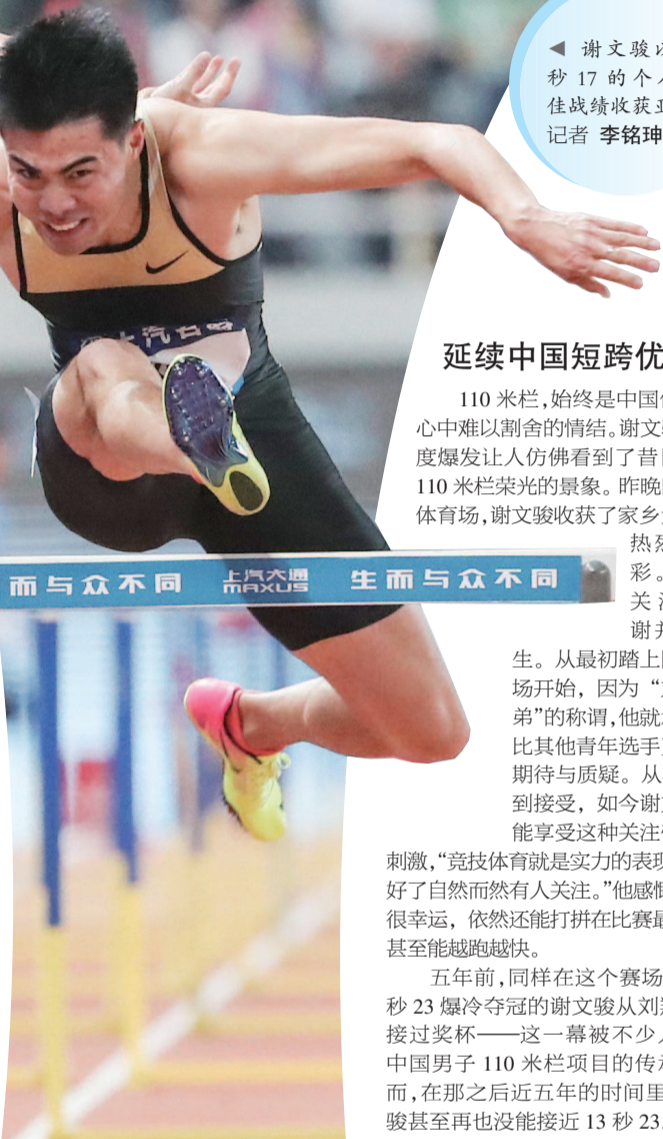 ◀ 谢文骏以
秒 17 的个人
佳战绩收获亚
记者 李铭珅
延续中国短跨优
110 米栏,始终是中国
心中难以割舍的情结。谢文
度爆发让人仿佛看到了昔
110 米栏荣光的景象。昨晚
体育场,谢文骏收获了家乡
热烈
彩。
关注
谢并
生。从最初踏上
场开始，因为“
弟”的称谓,他就
比其他青年选手
期待与质疑。从
到接受，如今谢
能享受这种关注
刺激,“竞技体育就是实力的表现
好了自然而然有人关注。”他感慨
很幸运，依然还能打拼在比赛最
甚至能越跑越快。
五年前,同样在这个赛场
秒 23 爆冷夺冠的谢文骏从刘翔
接过奖杯——这一幕被不少人
中国男子 110 米栏项目的传承
而,在那之后近五年的时间里
骏甚至再也没能接近 13 秒 23
上汽
而与众不同 上汽大通 MAXUS 生而与众不同